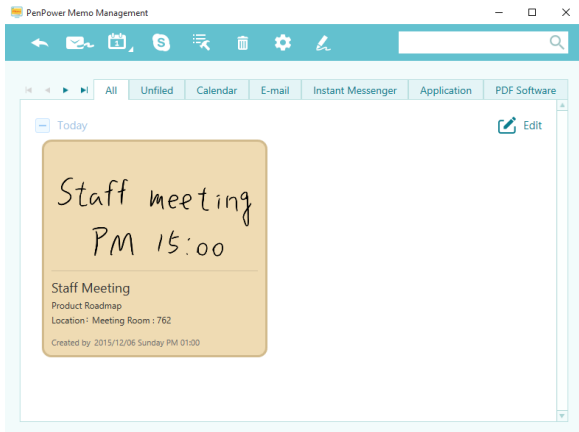 PenPower Memo Management
All Unfiled Calendar E-mail Instant Messenger Application PDF Software
Today
Edit
Staff meeting
PM 15:00
Staff Meeting
Product Roadmap
Location: Meeting Room : 762
Created by 2015/12/06 Sunday PM 01:00